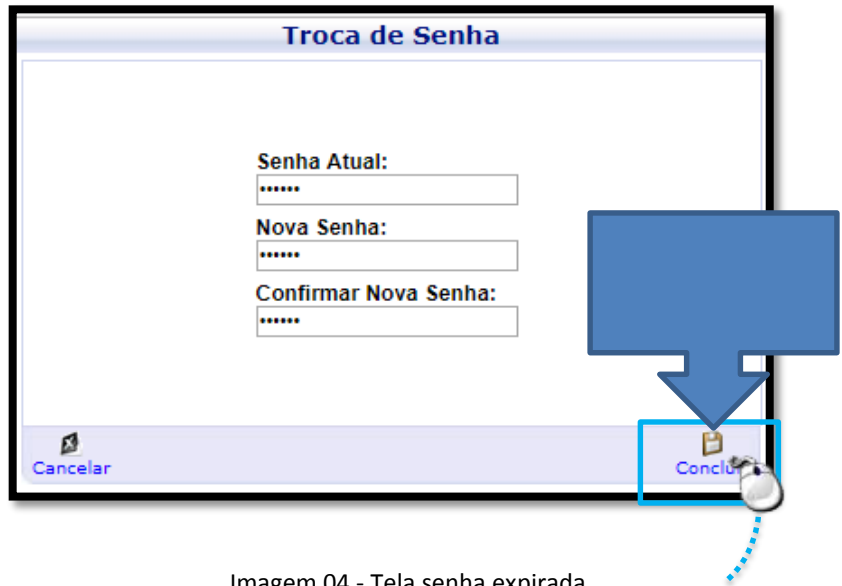 Troca de Senha
Senha Atual:
••••••
Nova Senha:
••••••
Confirmar Nova Senha:
••••••
Cancelar
Imagem 04 - Tela senha expirada